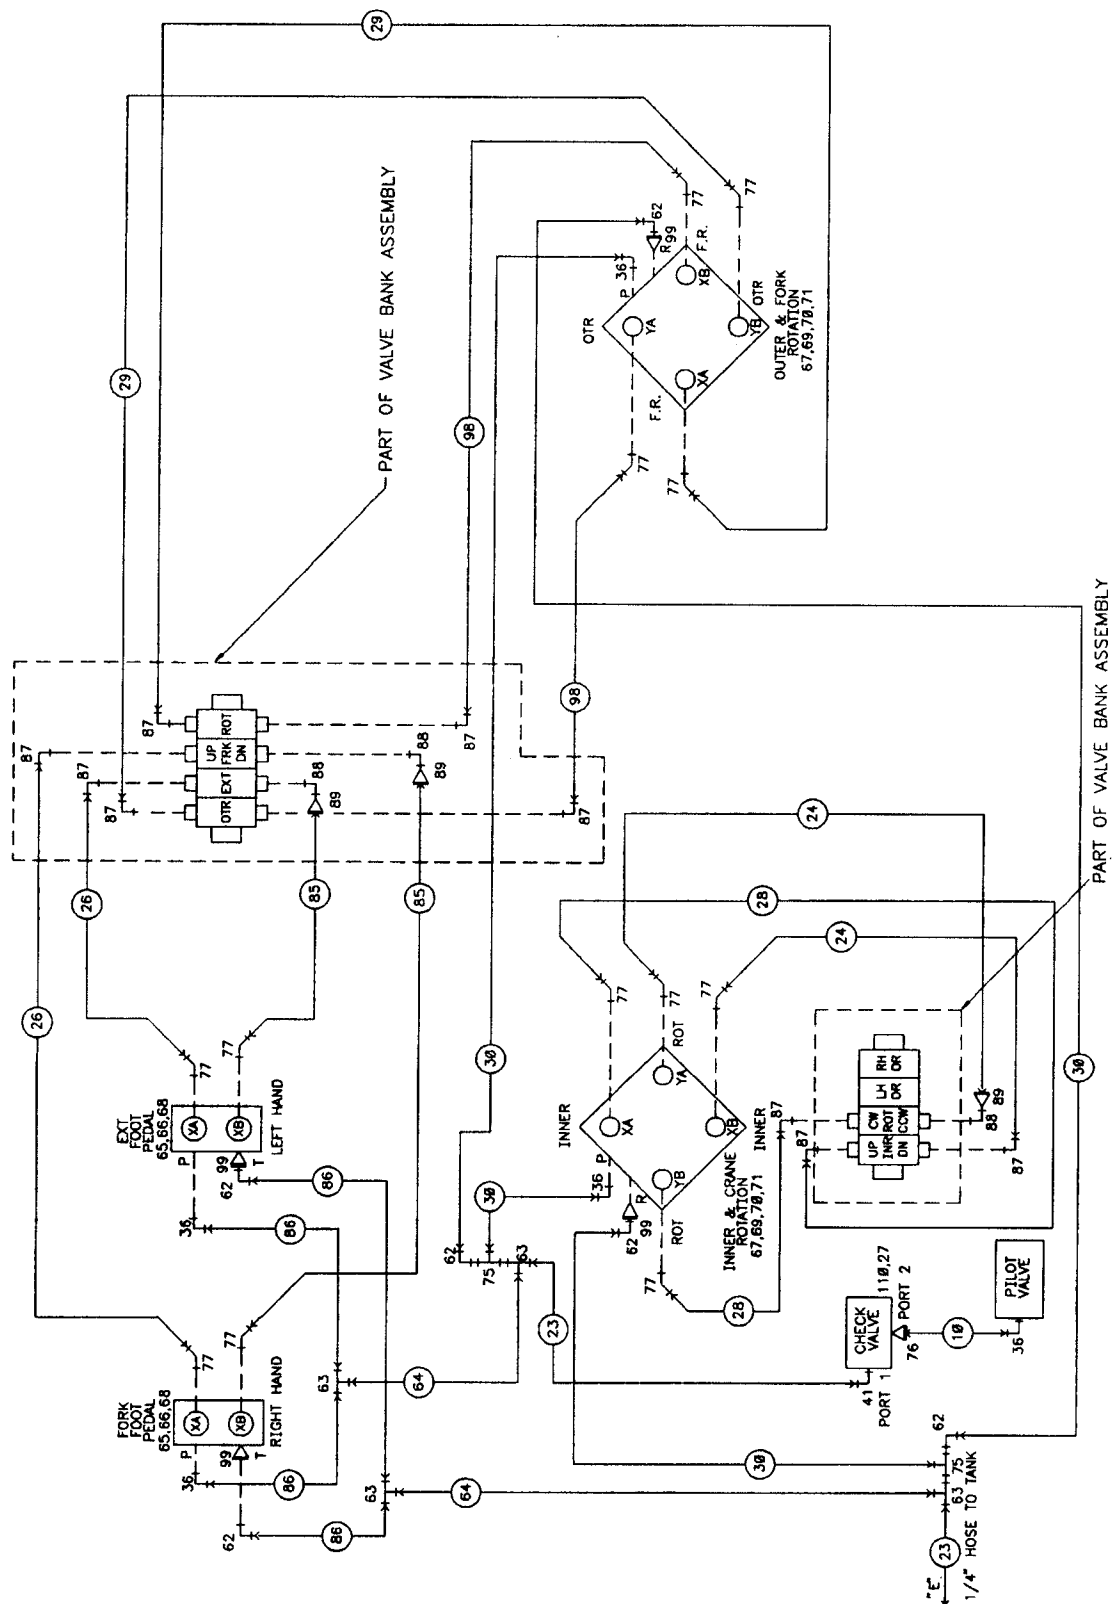 29
29
PART OF VALVE BANK ASSEMBLY
98
77
77
62
R 99
F.R.
36
P
XB
OTR
YA
YB
OTR
XA
F.R.
OUTER & FORK
ROTATION
67,69,70,71
77
77
98
87
87
87
87
OTR
EXT
UP
FRK
DN
ROT
88
89
88
89
87
87
26
26
85
85
77
77
EXT
FOOT
PEDAL
65,66,68
XA
XB
LEFT HAND
P
99
T
62
36
86
86
77
77
FORK
FOOT
PEDAL
65,66,68
XA
XB
RIGHT HAND
P
99
T
36
62
86
86
63
63
64
64
30
30
62
75
63
23
24
28
24
77
77
77
INNER
ROT
XA
YA
XB
YB
P
36
R
99
62
ROT
INNER
INNER & CRANE
ROTATION
67,69,70,71
77
28
87
87
UP
INR
DN
CW
ROT
CCW
LH
DR
RH
DR
88
89
87
PART OF VALVE BANK ASSEMBLY
30
CHECK
VALVE
110,27
PORT 2
76
41
PORT 1
10
PILOT
VALVE
36
30
62
75
63
23
"E"
1/4" HOSE TO TANK